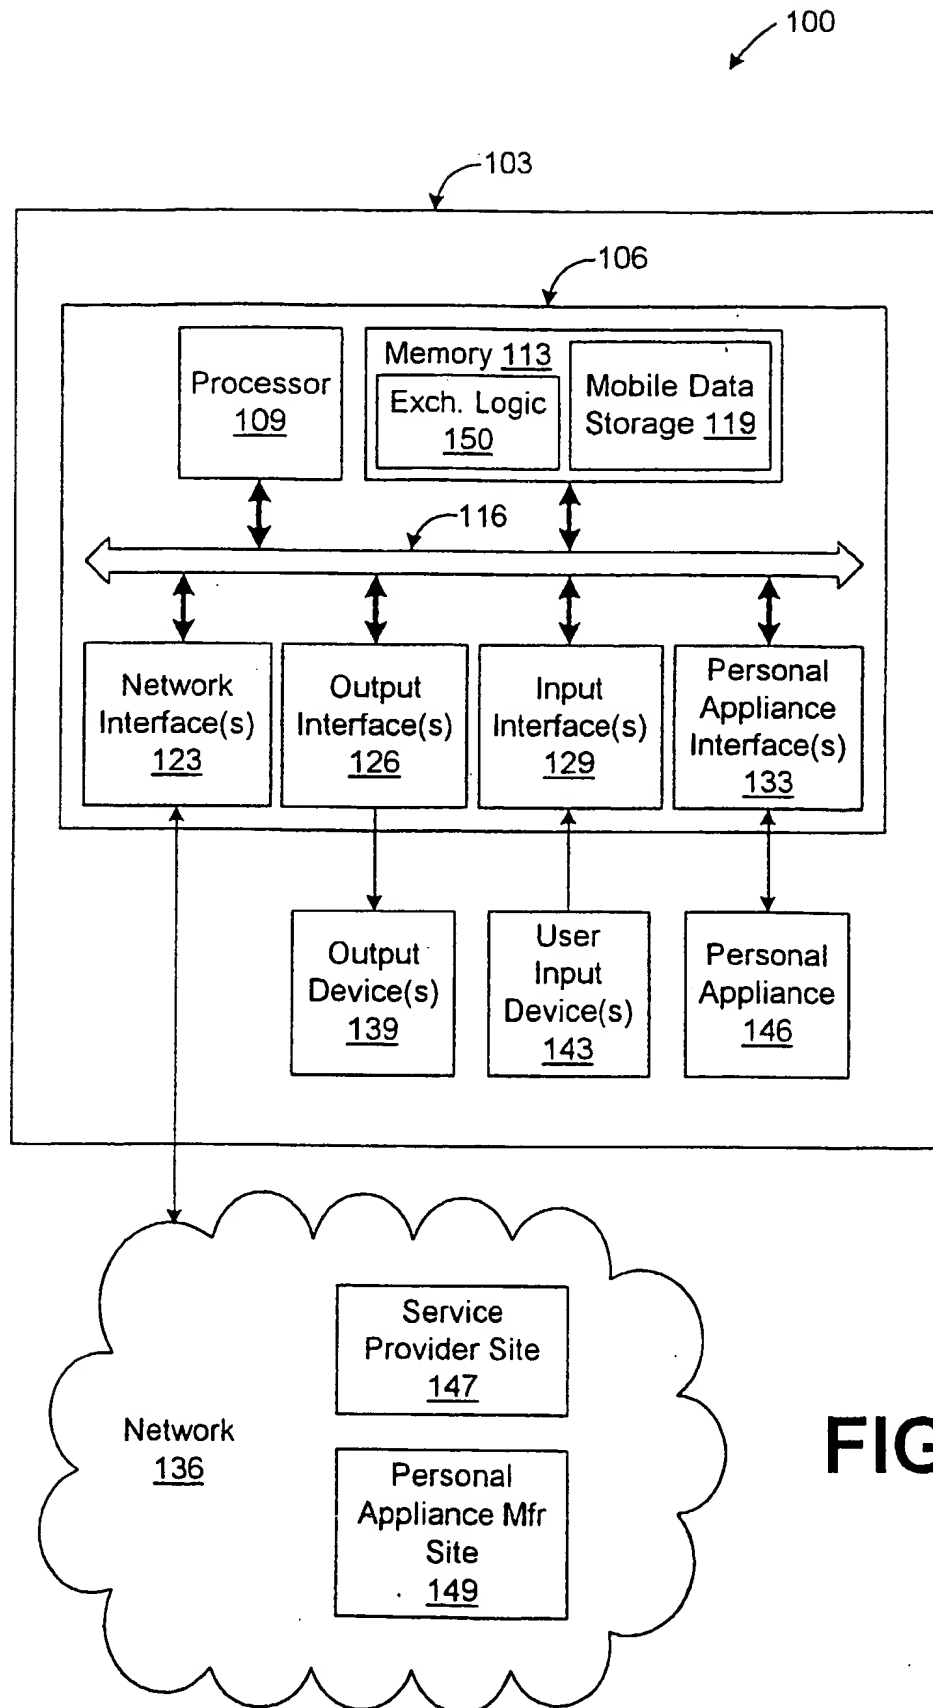 100
103
106
Processor
109
Memory 113
Exch. Logic
150
Mobile Data
Storage 119
116
Network
Interface(s)
123
Output
Interface(s)
126
Input
Interface(s)
129
Personal
Appliance
Interface(s)
133
Output
Device(s)
139
User
Input
Device(s)
143
Personal
Appliance
146
Service
Provider Site
147
Network
136
Personal
Appliance Mfr
Site
149
FIG